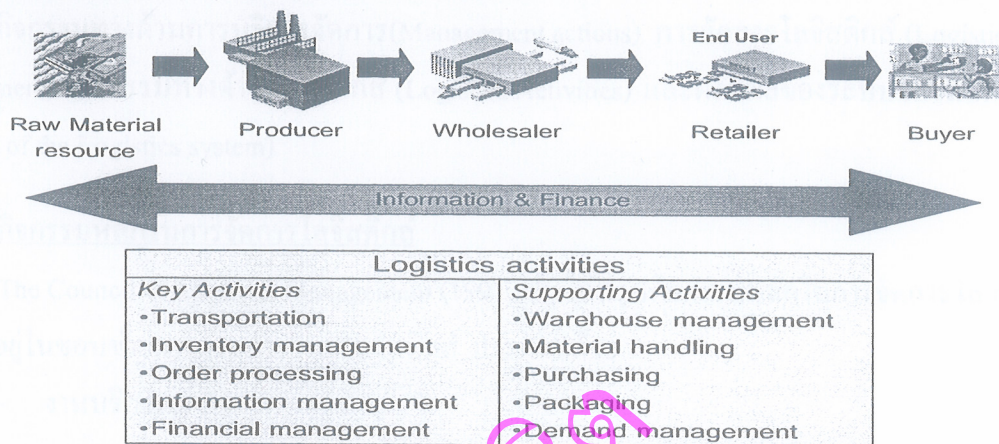 End User
Raw Material resource
Producer
Wholesaler
Retailer
Buyer
Information & Finance
Logistics activities
Key Activities
•Transportation
•Inventory management
•Order processing
•Information management
•Financial management
Supporting Activities
•Warehouse management
•Material handling
•Purchasing
•Packaging
•Demand management